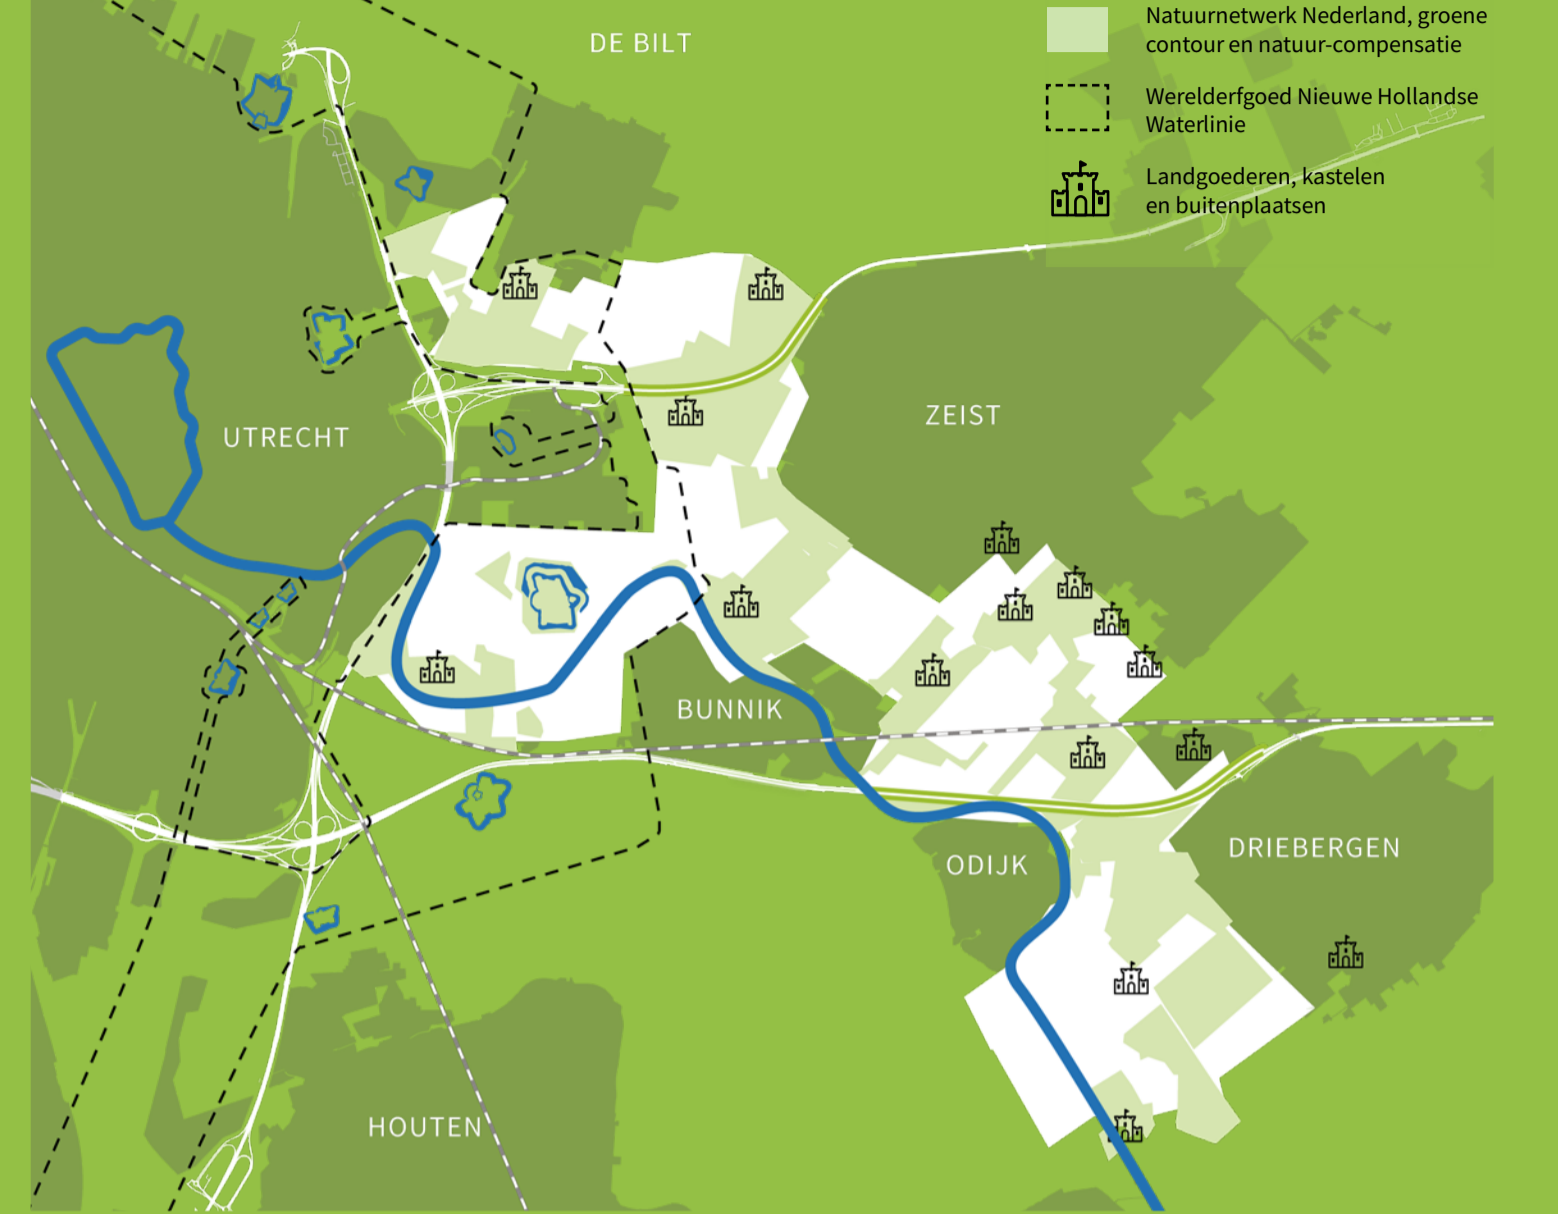 Natuurnetwerk Nederland, groene
contour en natuur-compensatie
Werelderfgoed Nieuwe Hollandse
Waterlinie
Landgoederen, kastelen
en buitenplaatsen
DE BILT
UTRECHT
ZEIST
BUNNIK
ODIJK
DRIEBERGEN
HOUTEN